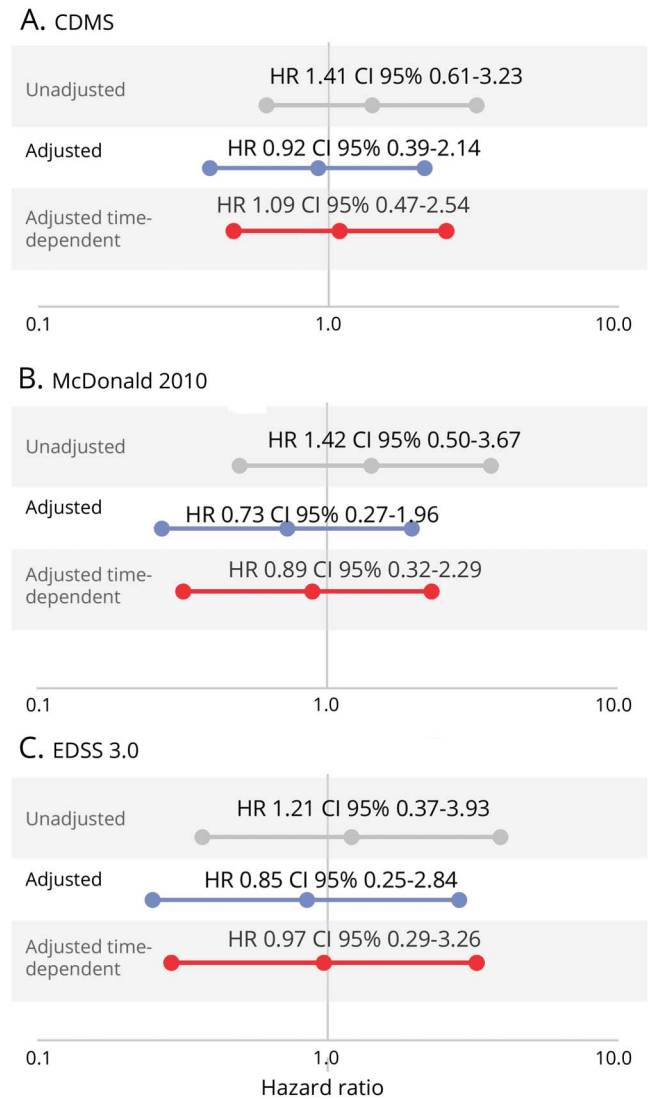 A. CDMS
HR 1.41 CI 95% 0.61-3.23
Unadjusted
Adjusted
HR 0.92 CI 95% 0.39-2.14
HR 1.09 CI 95% 0.47-2.54
Adjusted time-
dependent
0.1 1.0 10.0
B. McDonald 2010
HR 1.42 CI 95% 0.50-3.67
Unadjusted
Adjusted
HR 0.73 CI 95% 0.27-1.96
HR 0.89 CI 95% 0.32-2.29
Adjusted time-
dependent
0.1 1.0 10.0
C. EDSS 3.0
HR 1.21 CI 95% 0.37-3.93
Unadjusted
Adjusted
HR 0.85 CI 95% 0.25-2.84
HR 0.97 CI 95% 0.29-3.26
Adjusted time-
dependent
0.1 1.0 10.0
Hazard ratio